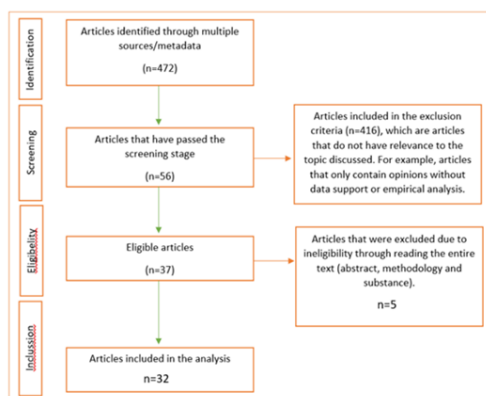 Identification
Articles identified through multiple
sources/metadata
(n=472)
Screening
Articles that have passed the
screening stage
(n=56)
Articles included in the exclusion
criteria (n=416), which are articles
that do not have relevance to the
topic discussed. For example, articles
that only contain opinions without
data support or empirical analysis.
Eligibelity
Eligible articles
(n=37)
Articles that were excluded due to
ineligibility through reading the entire
text (abstract, methodology and
substance).
n=5
Inclussion
Articles included in the analysis
n=32